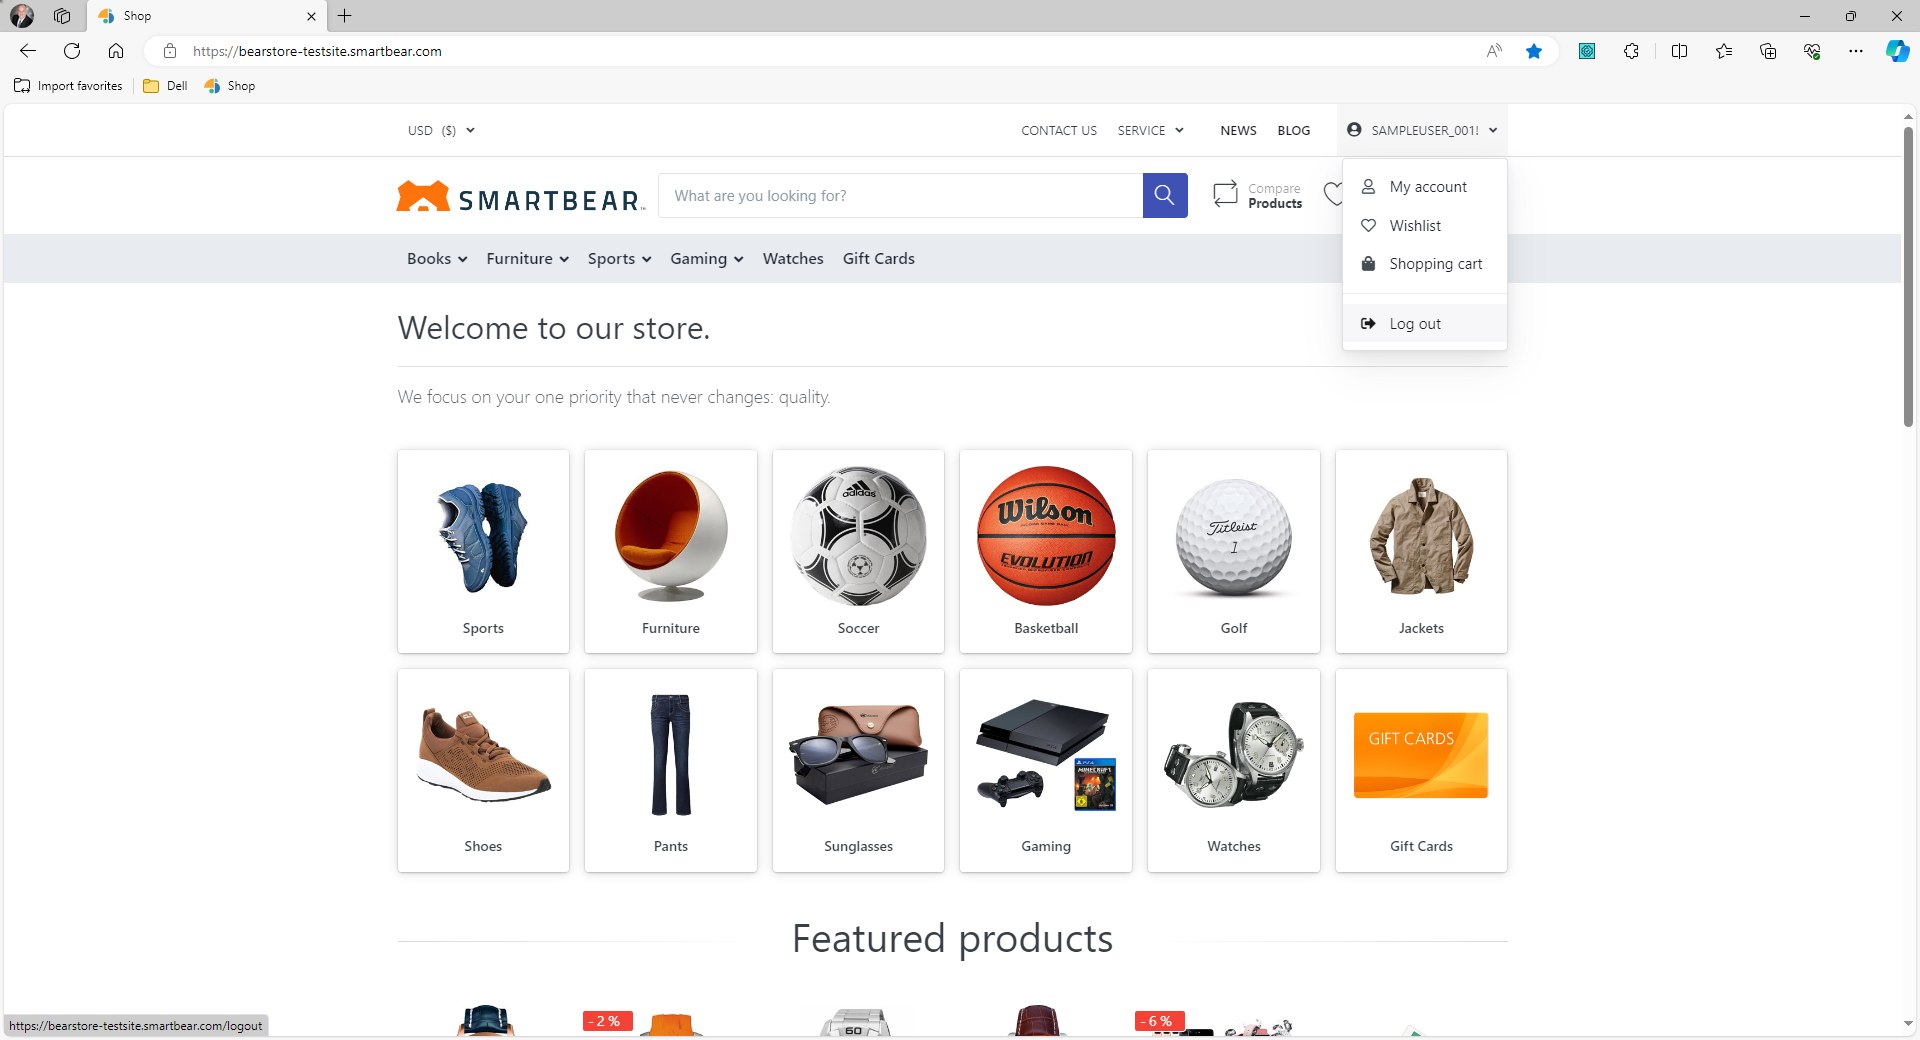 Shop
https://bearstore-testsite.smartbear.com
Import favorites
Dell
Shop
USD ($)
CONTACT US
SERVICE
NEWS
BLOG
SAMPLEUSER_001!
SMARTBEAR
What are you looking for?
Compare
Products
My account
Wishlist
Shopping cart
Log out
Books
Furniture
Sports
Gaming
Watches
Gift Cards
Welcome to our store.
We focus on your one priority that never changes: quality.
adidas
Wilson
EVOLUTION
Titleist
1
Sports
Furniture
Soccer
Basketball
Golf
Jackets
MINECRAFT
GIFT CARDS
Shoes
Pants
Sunglasses
Gaming
Watches
Gift Cards
Featured products
- 2 %
60
- 6 %
https://bearstore-testsite.smartbear.com/logout